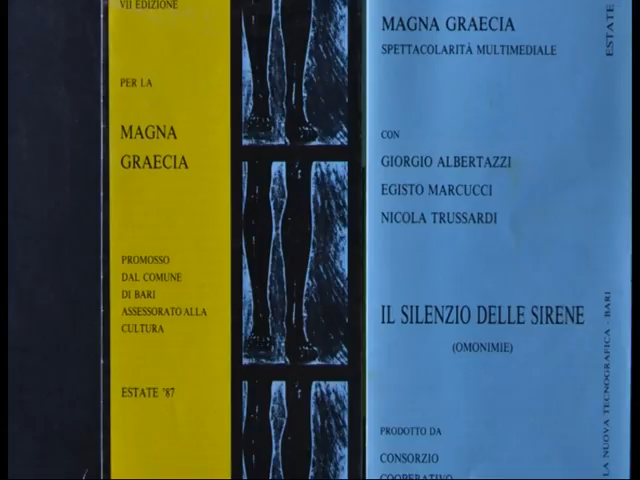 VII EDIZIONE
PER LA
MAGNA
GRAECIA
PROMOSSO
DAL COMUNE
DI BARI
ASSESSORATO ALLA
CULTURA
ESTATE '87
MAGNA GRAECIA
SPETTACOLARITÀ MULTIMEDIALE
CON
GIORGIO ALBERTAZZI
EGISTO MARCUCCI
NICOLA TRUSSARDI
IL SILENZIO DELLE SIRENE
(OMONIMIE)
PRODOTTO DA
CONSORZIO
COOPERATIVO
ESTATE
LA NUOVA TECNOGRAFICA - BARI